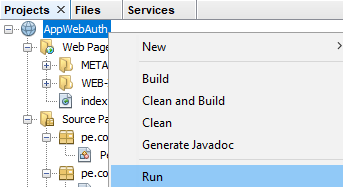 Projects × Files Services
AppWebAuth
Web Page
META
WEB-
index
Source Pa
pe.co
Pe
pe.co
New
Build
Clean and Build
Clean
Generate Javadoc
Run